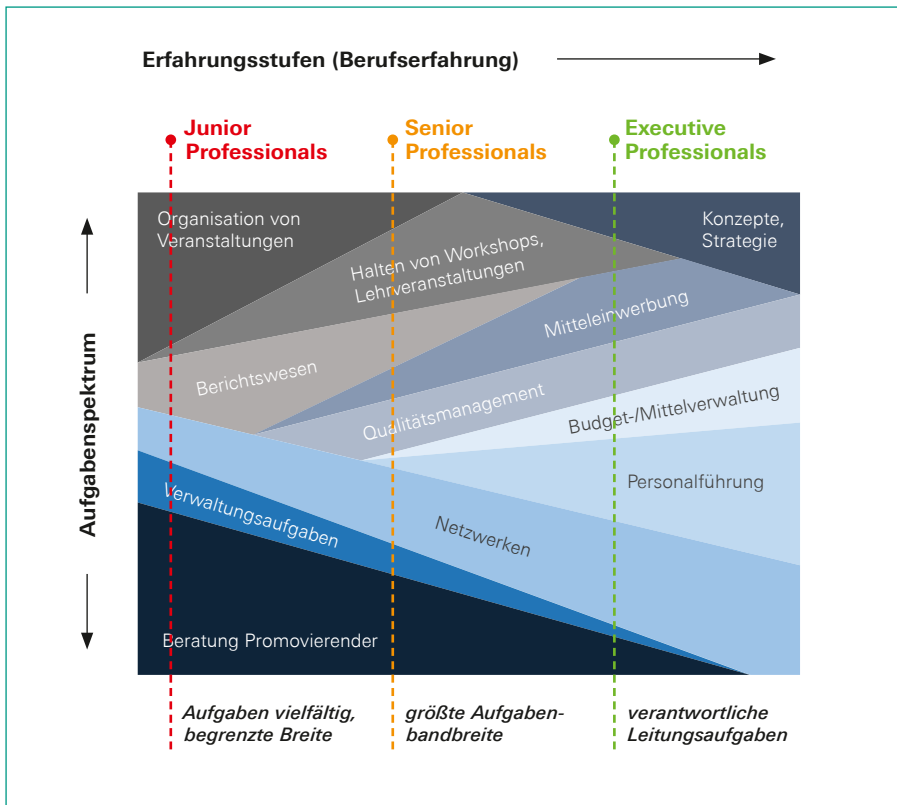 Erfahrungsstufen (Berufserfahrung)
Junior
Professionals
Senior
Professionals
Executive
Professionals
Aufgabenspektrum
Organisation von
Veranstaltungen
Konzepte,
Strategie
Halten von Workshops,
Lehrveranstaltungen
Mitteleinwerbung
Berichtswesen
Qualitätsmanagement
Budget-/Mittelverwaltung
Personalführung
Verwaltungsaufgaben
Netzwerken
Beratung Promovierender
Aufgaben vielfältig,
begrenzte Breite
größte Aufgaben-
bandbreite
verantwortliche
Leitungsaufgaben